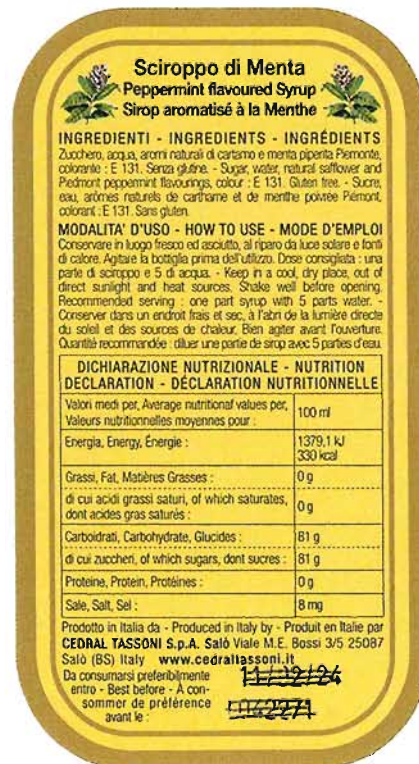 Sciroppo di Menta
Peppermint flavoured Syrup
Sirop aromatisé à la Menthe
INGREDIENTI - INGREDIENTS - INGRÉDIENTS
Zucchero, acqua, aromi naturali di cartamo e menta piperita Piemonte,
colorante : E 131. Senza glutine. - Sugar, water, natural safflower and
Piedmont peppermint flavourings, colour : E 131. Gluten free. - Sucre,
eau, arômes naturels de carthame et de menthe poivrée Piémont,
colorant : E 131. Sans gluten.
MODALITA' D'USO - HOW TO USE - MODE D'EMPLOI
Conservare in luogo fresco ed asciutto, al riparo da luce solare e fonti
di calore. Agitare la bottiglia prima dell'utilizzo. Dose consigliata : una
parte di sciroppo e 5 di acqua. - Keep in a cool, dry place, out of
direct sunlight and heat sources. Shake well before opening.
Recommended serving : one part syrup with 5 parts water. -
Conserver dans un endroit frais et sec, à l'abri de la lumière directe
du soleil et des sources de chaleur. Bien agiter avant l'ouverture.
Quantité recommandée : diluer une partie de sirop avec 5 parties d'eau.
DICHIARAZIONE NUTRIZIONALE - NUTRITION
DECLARATION - DÉCLARATION NUTRITIONNELLE
Valori medi per, Average nutritional values per,
Valeurs nutritionnelles moyennes pour : 100 ml
Energia, Energy, Énergie : 1379,1 kJ
330 kcal
Grassi, Fat, Matières Grasses : 0 g
di cui acidi grassi saturi, of which saturates,
dont acides gras saturés : 0 g
Carboidrati, Carbohydrate, Glucides : 81 g
di cui zuccheri, of which sugars, dont sucres : 81 g
Proteine, Protein, Protéines : 0 g
Sale, Salt, Sel : 8 mg
Prodotto in Italia da - Produced in Italy by - Produit en Italie par
CEDRAL TASSONI S.p.A. Salò Viale M.E. Bossi 3/5 25087
Salò (BS) Italy www.cedraltassoni.it
Da consumarsi preferibilmente
entro - Best before - À con-
sommer de préférence
avant le :
11/12/24